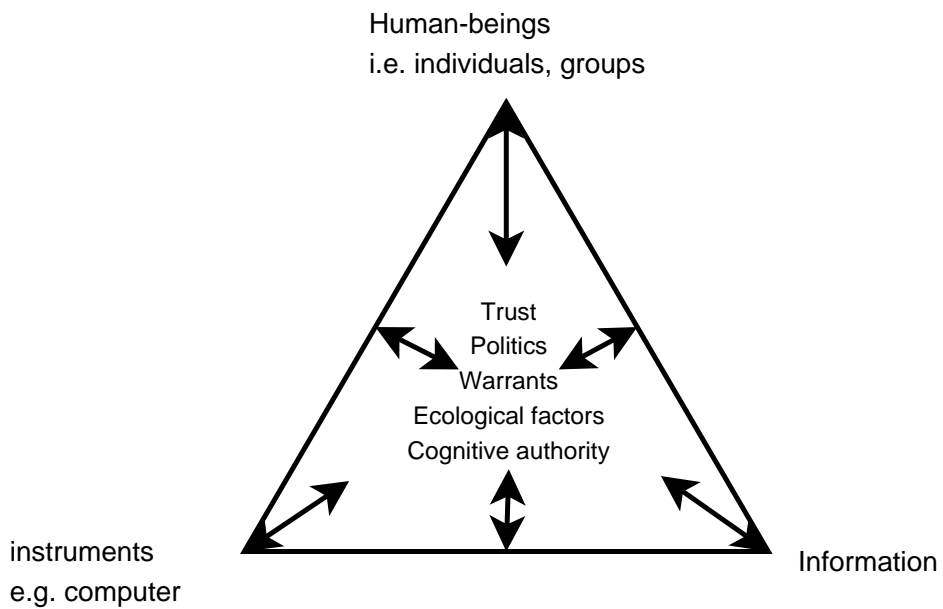 Human-beings
i.e. individuals, groups
Trust
Politics
Warrants
Ecological factors
Cognitive authority
instruments
e.g. computer
Information